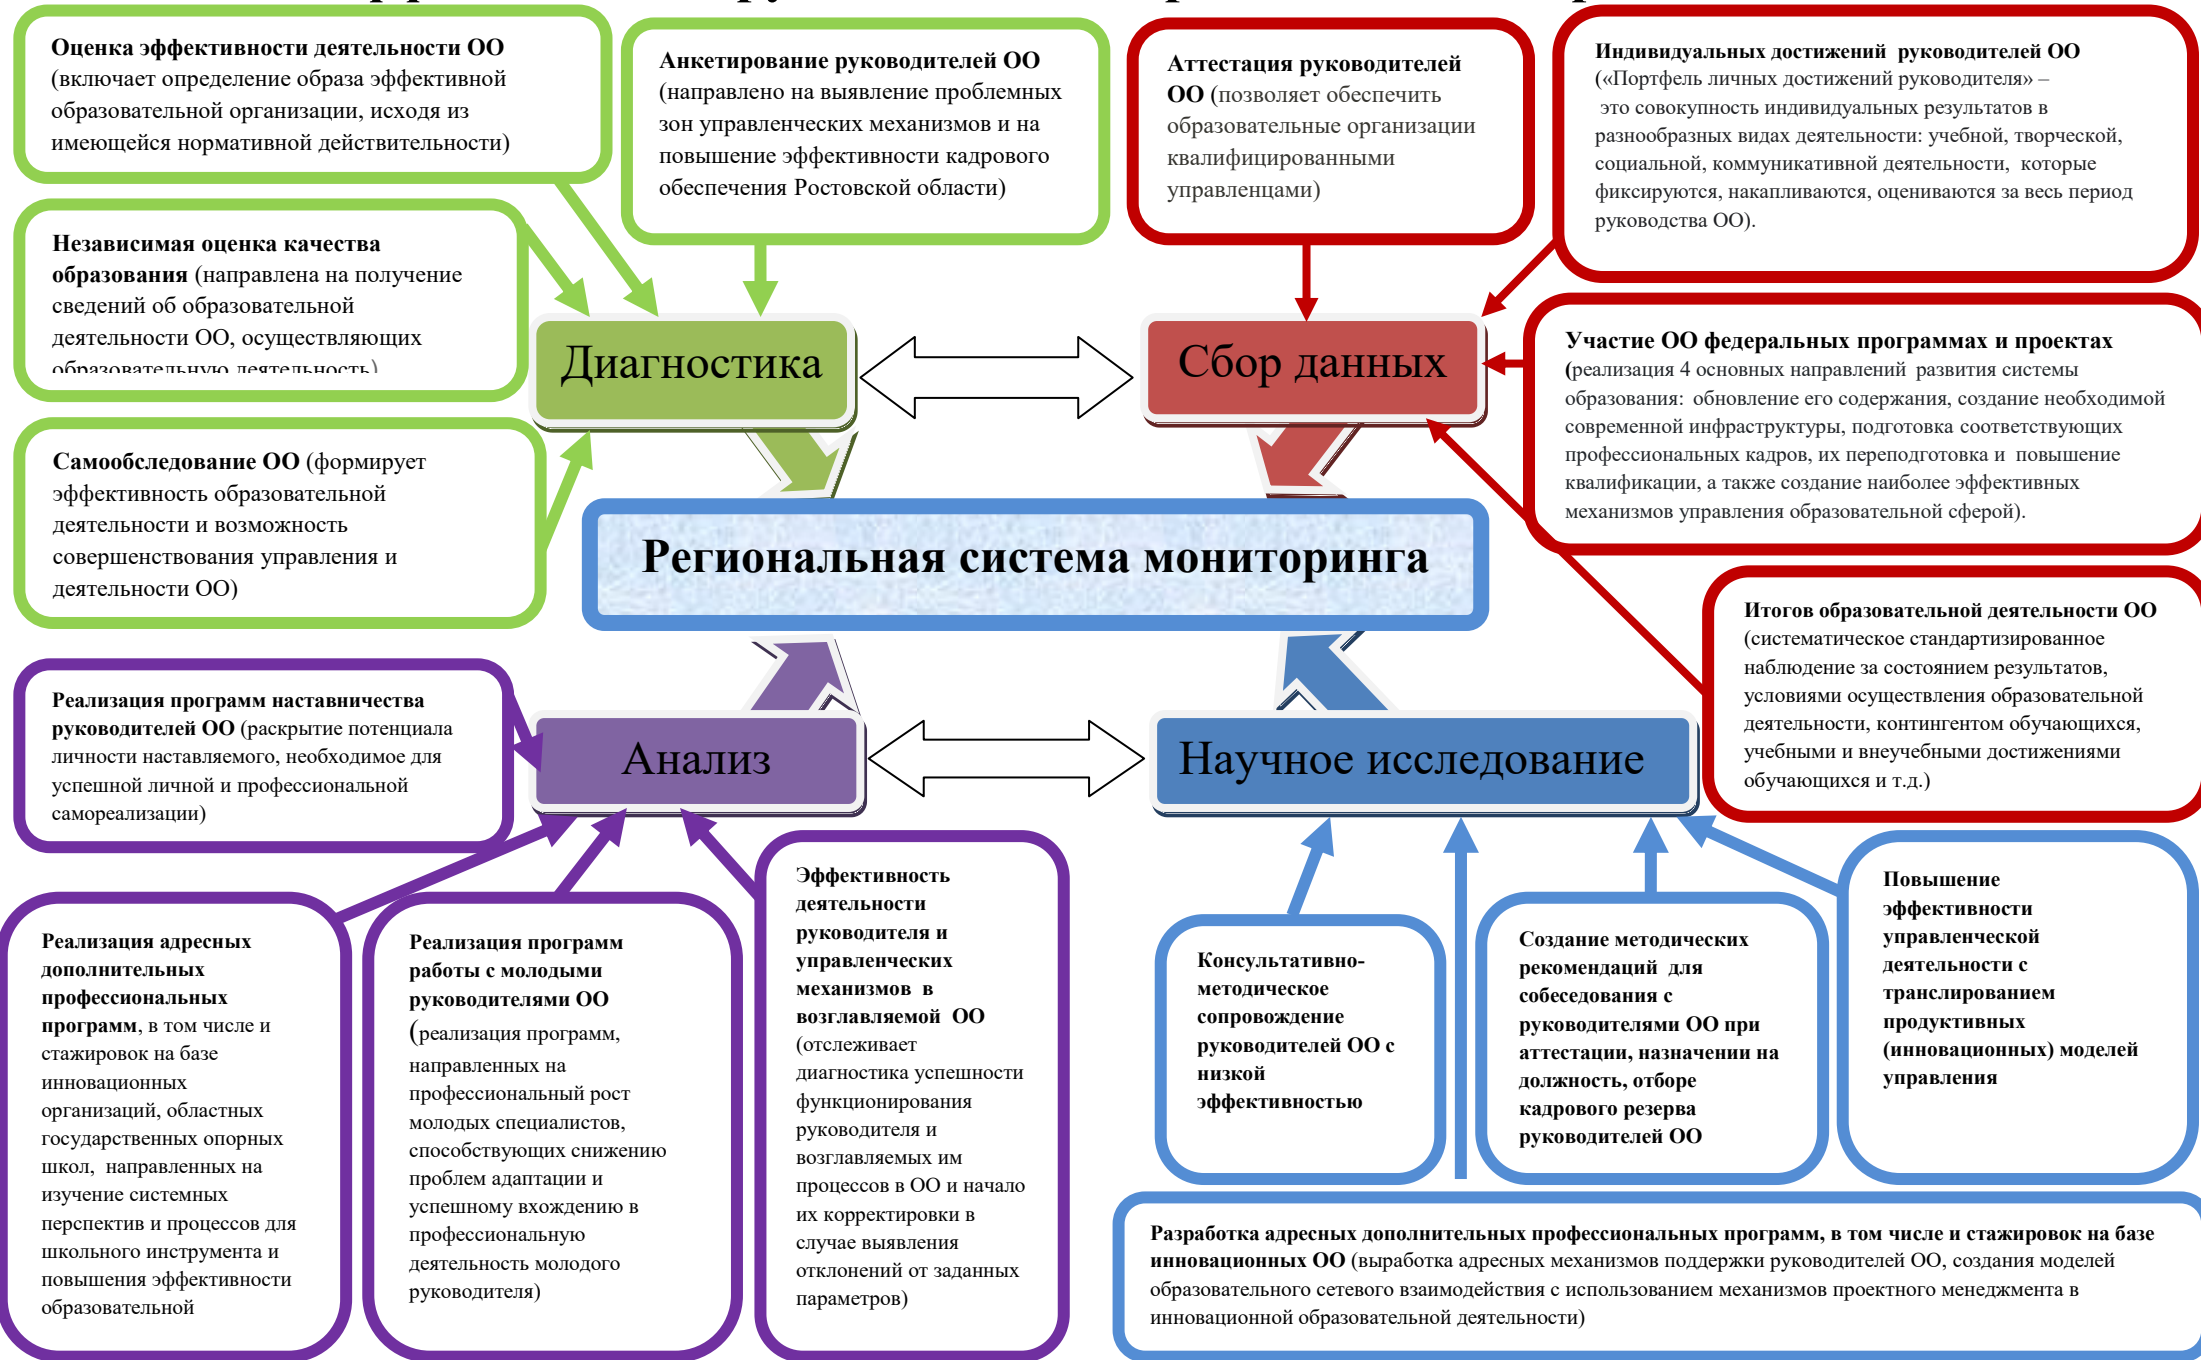 Оценка эффективности деятельности ОО
(включает определение образа эффективной
образовательной организации, исходя из
имеющейся нормативной действительности)
Анкетирование руководителей ОО
(направлено на выявление проблемных
зон управленческих механизмов и на
повышение эффективности кадрового
обеспечения Ростовской области)
Аттестация руководителей
ОО (позволяет обеспечить
образовательные организации
квалифицированными
управленцами)
Индивидуальных достижений руководителей ОО
(«Портфель личных достижений руководителя» –
это совокупность индивидуальных результатов в
разнообразных видах деятельности: учебной, творческой,
социальной, коммуникативной деятельности, которые
фиксируются, накапливаются, оцениваются за весь период
руководства ОО).
Независимая оценка качества
образования (направлена на получение
сведений об образовательной
деятельности ОО, осуществляющих
образовательную деятельность)
Диагностика
Сбор данных
Участие ОО федеральных программах и проектах
(реализация 4 основных направлений развития системы
образования: обновление его содержания, создание необходимой
современной инфраструктуры, подготовка соответствующих
профессиональных кадров, их переподготовка и повышение
квалификации, а также создание наиболее эффективных
механизмов управления образовательной сферой).
Самообследование ОО (формирует
эффективность образовательной
деятельности и возможность
совершенствования управления и
деятельности ОО)
Региональная система мониторинга
Итогов образовательной деятельности ОО
(систематическое стандартизированное
наблюдение за состоянием результатов,
условиями осуществления образовательной
деятельности, контингентом обучающихся,
учебными и внеучебными достижениями
обучающихся и т.д.)
Реализация программ наставничества
руководителей ОО (раскрытие потенциала
личности наставляемого, необходимое для
успешной личной и профессиональной
самореализации)
Анализ
Научное исследование
Реализация адресных
дополнительных
профессиональных
программ, в том числе и
стажировок на базе
инновационных
организаций, областных
государственных опорных
школ, направленных на
изучение системных
перспектив и процессов для
школьного инструмента и
повышения эффективности
образовательной
Реализация программ
работы с молодыми
руководителями ОО
(реализация программ,
направленных на
профессиональный рост
молодых специалистов,
способствующих снижению
проблем адаптации и
успешному вхождению в
профессиональную
деятельность молодого
руководителя)
Эффективность
деятельности
руководителя и
управленческих
механизмов в
возглавляемой ОО
(отслеживает
диагностика успешности
функционирования
руководителя и
возглавляемых им
процессов в ОО и начало
их корректировки в
случае выявления
отклонений от заданных
параметров)
Консультативно-
методическое
сопровождение
руководителей ОО с
низкой
эффективностью
Создание методических
рекомендаций для
собеседования с
руководителями ОО при
аттестации, назначении на
должность, отборе
кадрового резерва
руководителей ОО
Повышение
эффективности
управленческой
деятельности с
транслированием
продуктивных
(инновационных) моделей
управления
Разработка адресных дополнительных профессиональных программ, в том числе и стажировок на базе
инновационных ОО (выработка адресных механизмов поддержки руководителей ОО, создания моделей
образовательного сетевого взаимодействия с использованием механизмов проектного менеджмента в
инновационной образовательной деятельности)